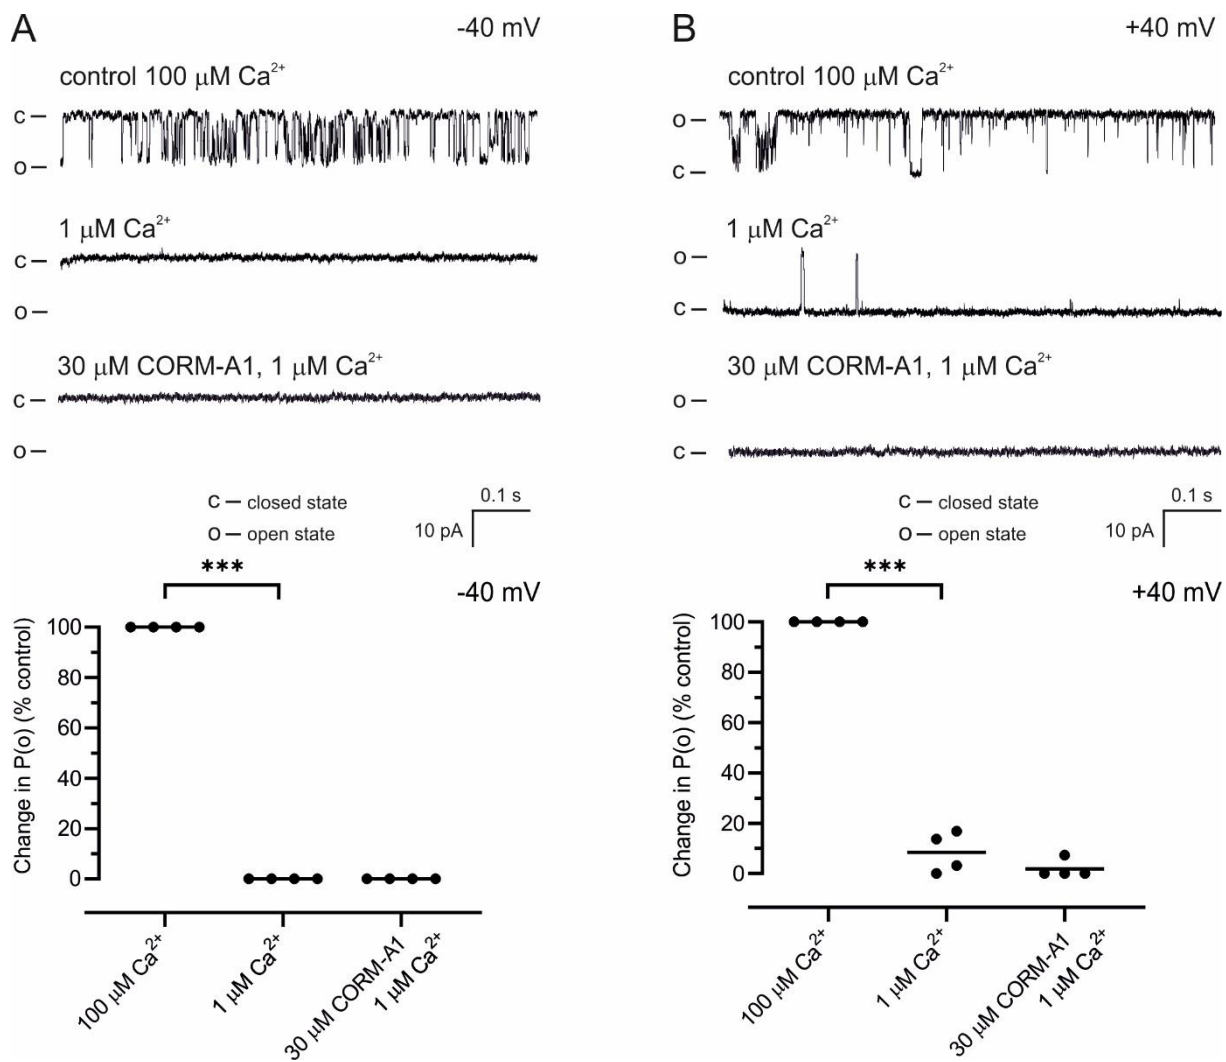 A
-40 mV
control 100 μM Ca²⁺
c
o
1 μM Ca²⁺
c
o
30 μM CORM-A1, 1 μM Ca²⁺
c
o
c – closed state
o – open state
0.1 s
10 pA
***
-40 mV
Change in P(o) (% control)
100
80
60
40
20
0
100 μM Ca²⁺
1 μM Ca²⁺
30 μM CORM-A1
1 μM Ca²⁺
B
+40 mV
control 100 μM Ca²⁺
o
c
1 μM Ca²⁺
o
c
30 μM CORM-A1, 1 μM Ca²⁺
o
c
c – closed state
o – open state
0.1 s
10 pA
***
+40 mV
Change in P(o) (% control)
100
80
60
40
20
0
100 μM Ca²⁺
1 μM Ca²⁺
30 μM CORM-A1
1 μM Ca²⁺